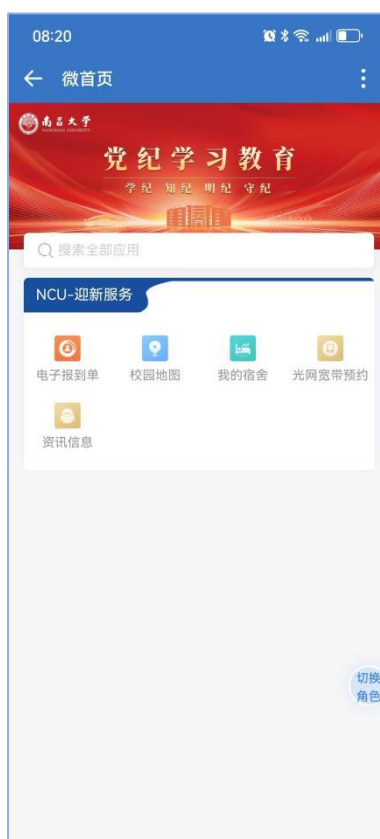 08:20
微首页
南昌大学
NANCHANG UNIVERSITY
党纪学习教育
学纪 知纪 明纪 守纪
搜索全部应用
NCU-迎新服务
电子报到单 校园地图 我的宿舍 光网宽带预约
资讯信息
切换
角色